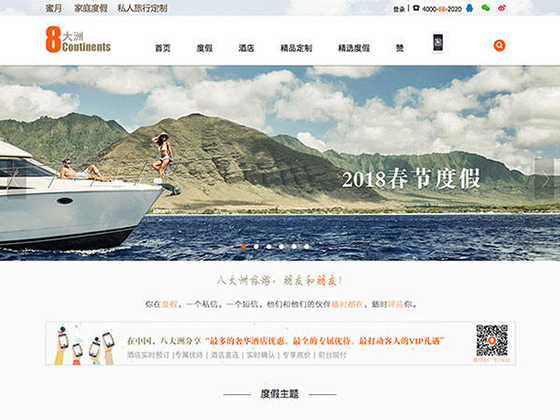 蜜月 家庭度假 私人旅行定制
登录 | 4000-88-2020
8大洲
Continents
首页 度假 酒店 精品定制 精选度假 赞
2018春节度假
八大洲旅游，朋友和朋友！
你在度假，一个私信，一个短信，他们和他们的伙伴随时都在，随时呼应你。
在中国，八大洲分享“最多的奢华酒店优惠、最全的专属优待、最打动客人的VIP礼遇”
酒店实时预订 | 专属优待 | 酒店直连 | 实时确认 | 专享底价 | 前台现付
度假主题